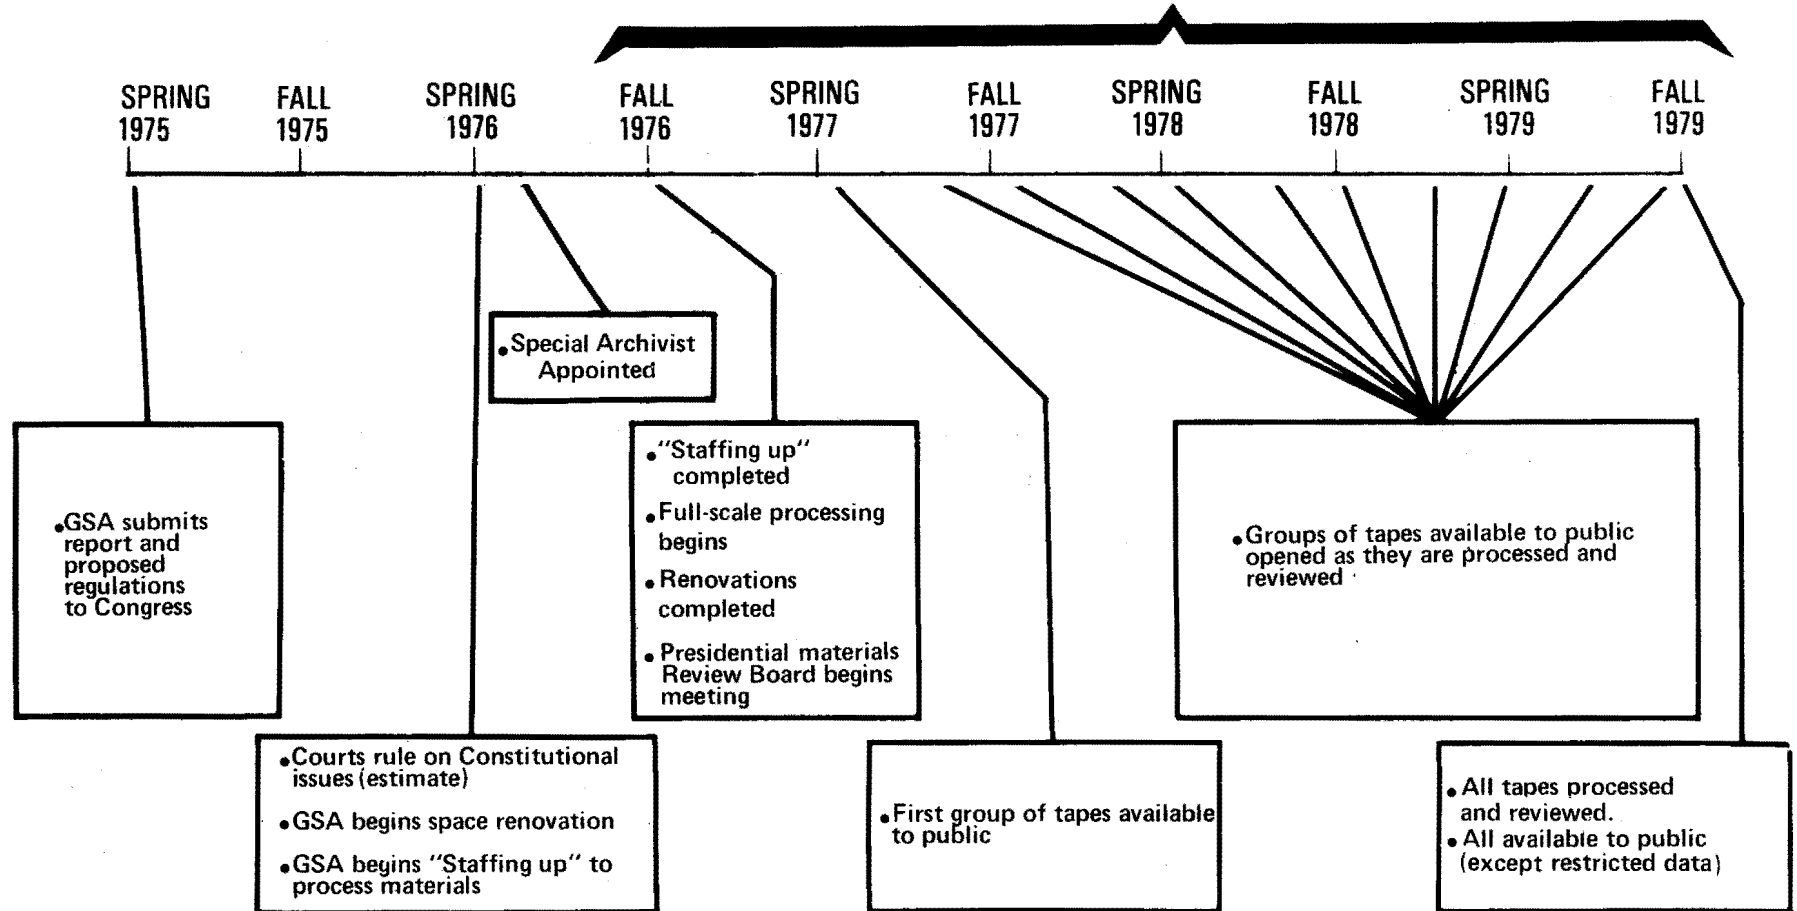 SPRING
1975
FALL
1975
SPRING
1976
FALL
1976
SPRING
1977
FALL
1977
SPRING
1978
FALL
1978
SPRING
1979
FALL
1979
•Special Archivist
Appointed
•GSA submits
report and
proposed
regulations
to Congress
•"Staffing up"
completed
•Full-scale processing
begins
•Renovations
completed
•Presidential materials
Review Board begins
meeting
•Groups of tapes available to public
opened as they are processed and
reviewed
•Courts rule on Constitutional
issues (estimate)
•GSA begins space renovation
•GSA begins "Staffing up" to
process materials
•First group of tapes available
to public
•All tapes processed
and reviewed.
•All available to public
(except restricted data)